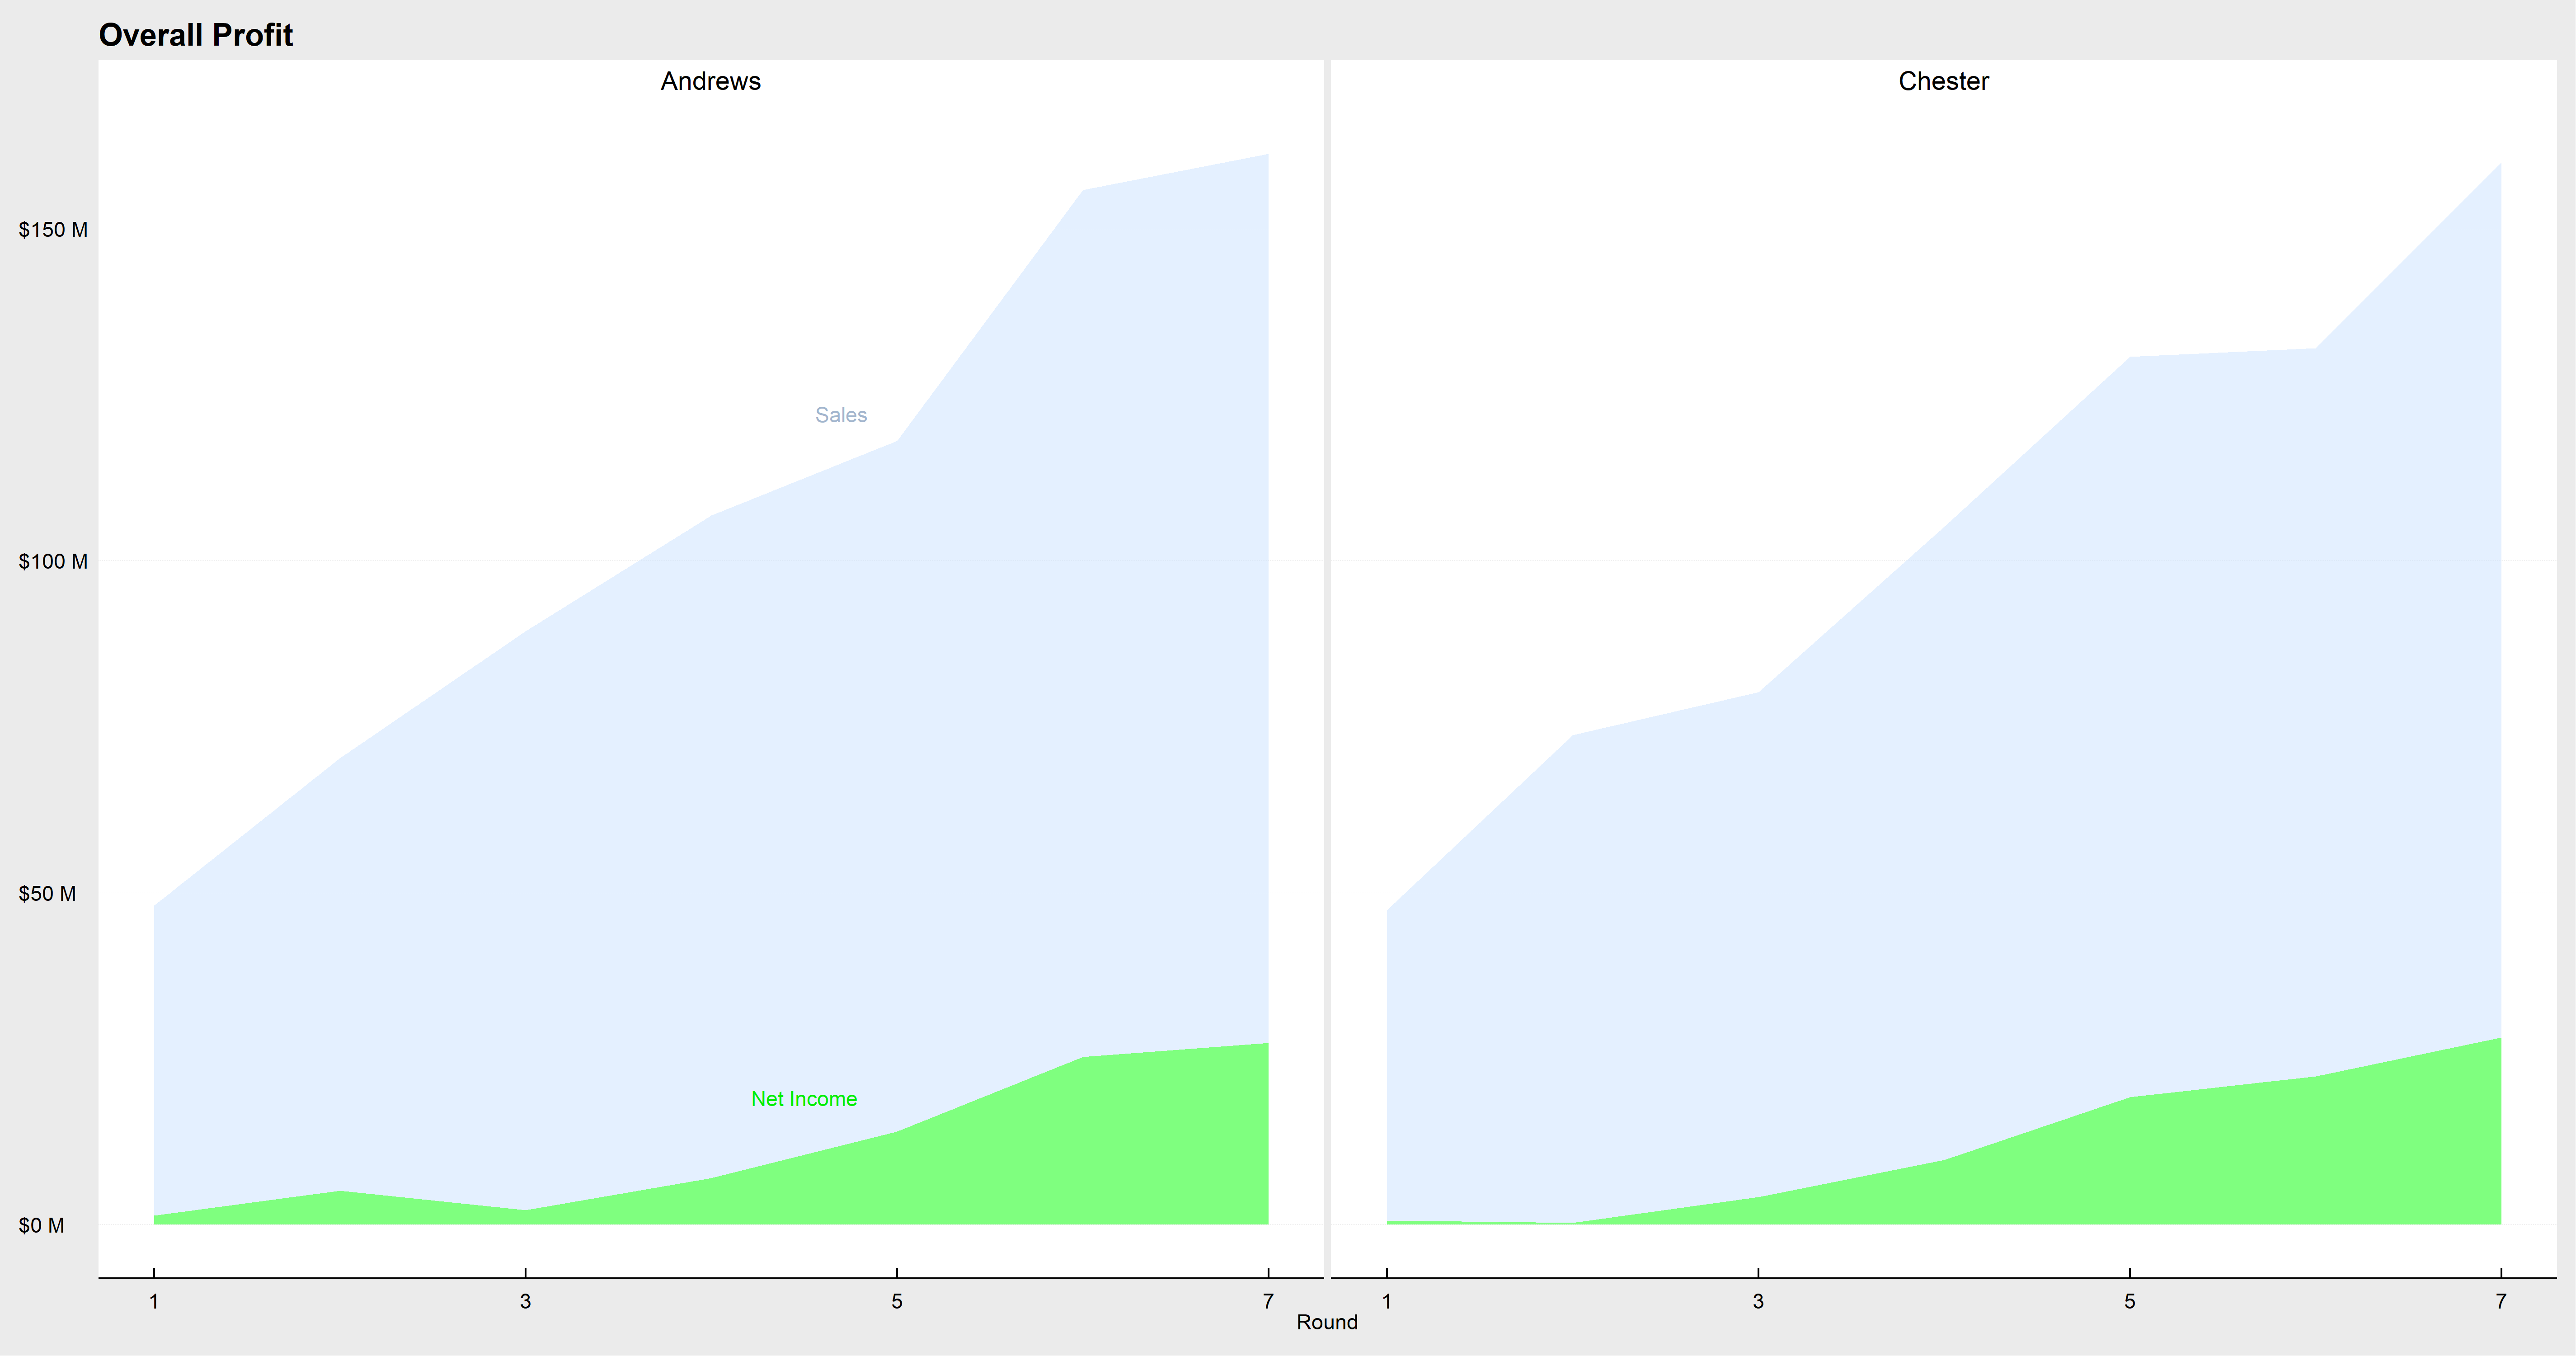 Overall Profit
Andrews
Chester
$150 M
Sales
$100 M
$50 M
Net Income
$0 M
1 3 5 7 1 3 5 7
Round